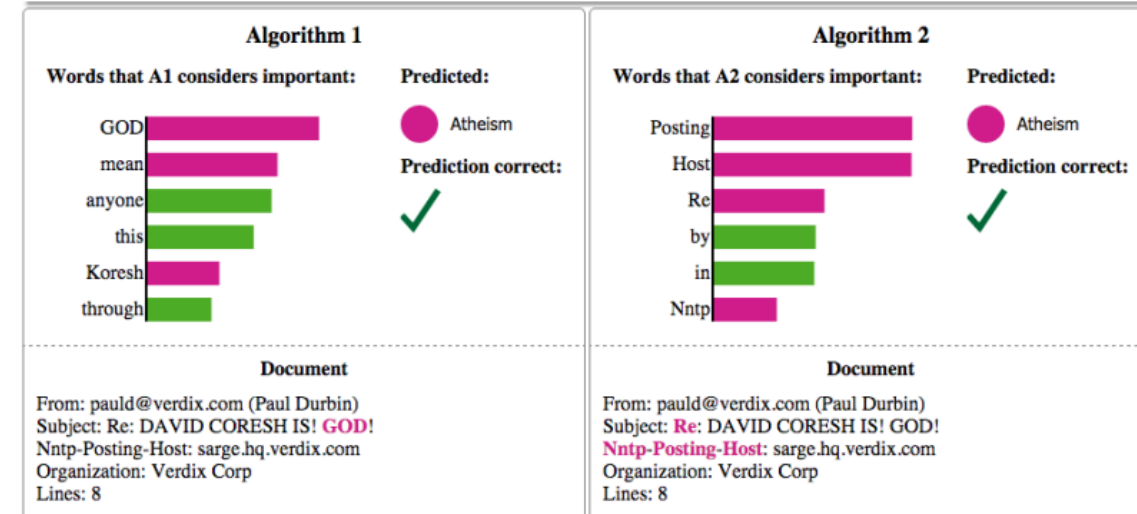 Algorithm 1
Words that A1 considers important:
Predicted:
GOD
mean
anyone
this
Koresh
through
Atheism
Prediction correct:
Document
From: pauld@verdix.com (Paul Durbin)
Subject: Re: DAVID CORESH IS! GOD!
Nntp-Posting-Host: sarge.hq.verdix.com
Organization: Verdix Corp
Lines: 8
Algorithm 2
Words that A2 considers important:
Predicted:
Posting
Host
Re
by
in
Nntp
Atheism
Prediction correct:
Document
From: pauld@verdix.com (Paul Durbin)
Subject: Re: DAVID CORESH IS! GOD!
Nntp-Posting-Host: sarge.hq.verdix.com
Organization: Verdix Corp
Lines: 8